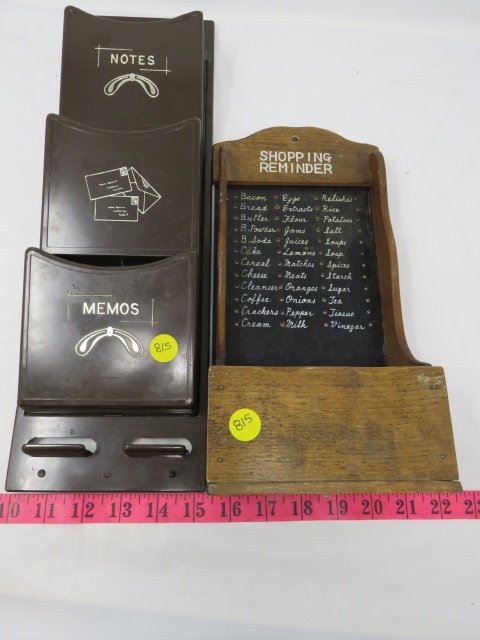 NOTES
MEMOS
815
SHOPPING
REMINDER
Bacon Eggs Relishes
Bread Extracts Rice
Butter Flour Potatoes
B. Powder Jams Salt
B. Soda Juices Soups
Cake Lemons Soap
Cereal Matches Spices
Cheese Meats Starch
Cleanser Oranges Sugar
Coffee Onions Tea
Crackers Pepper Tissue
Cream Milk Vinegar
815
10 11 12 13 14 15 16 17 18 19 20 21 22 23